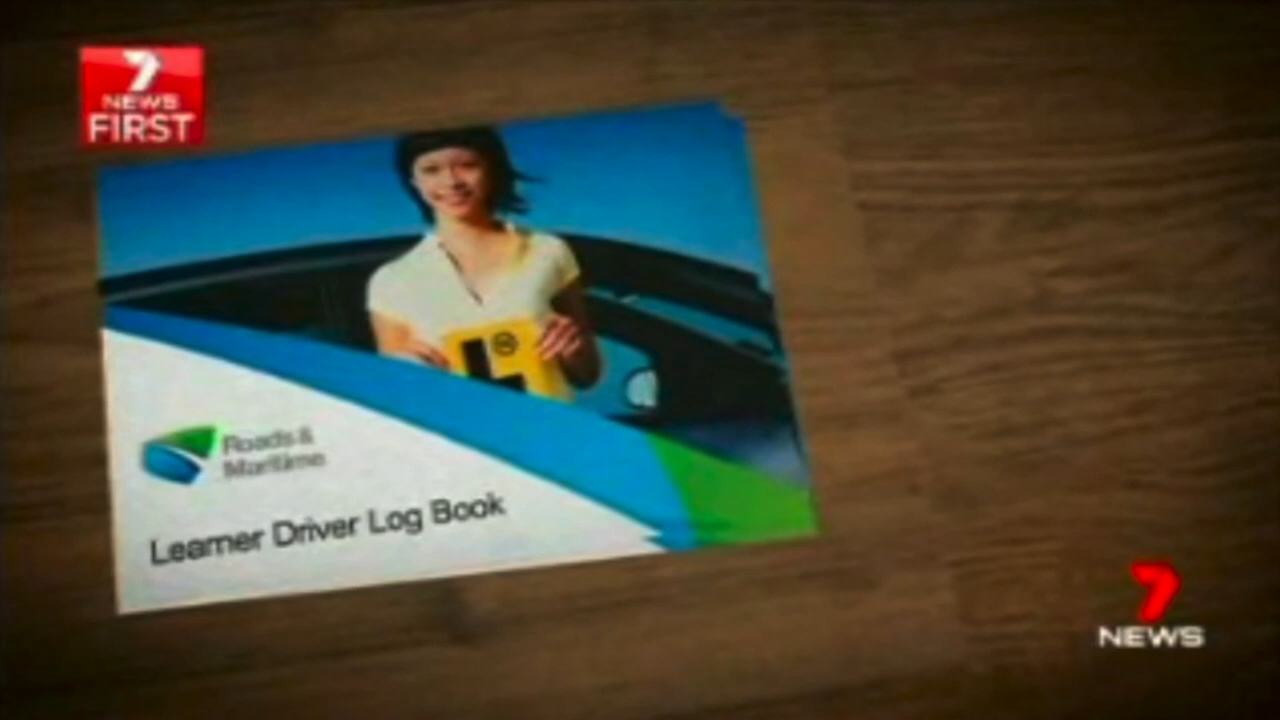 7
NEWS
FIRST
L
Roads &
Maritime
Learner Driver Log Book
7
NEWS